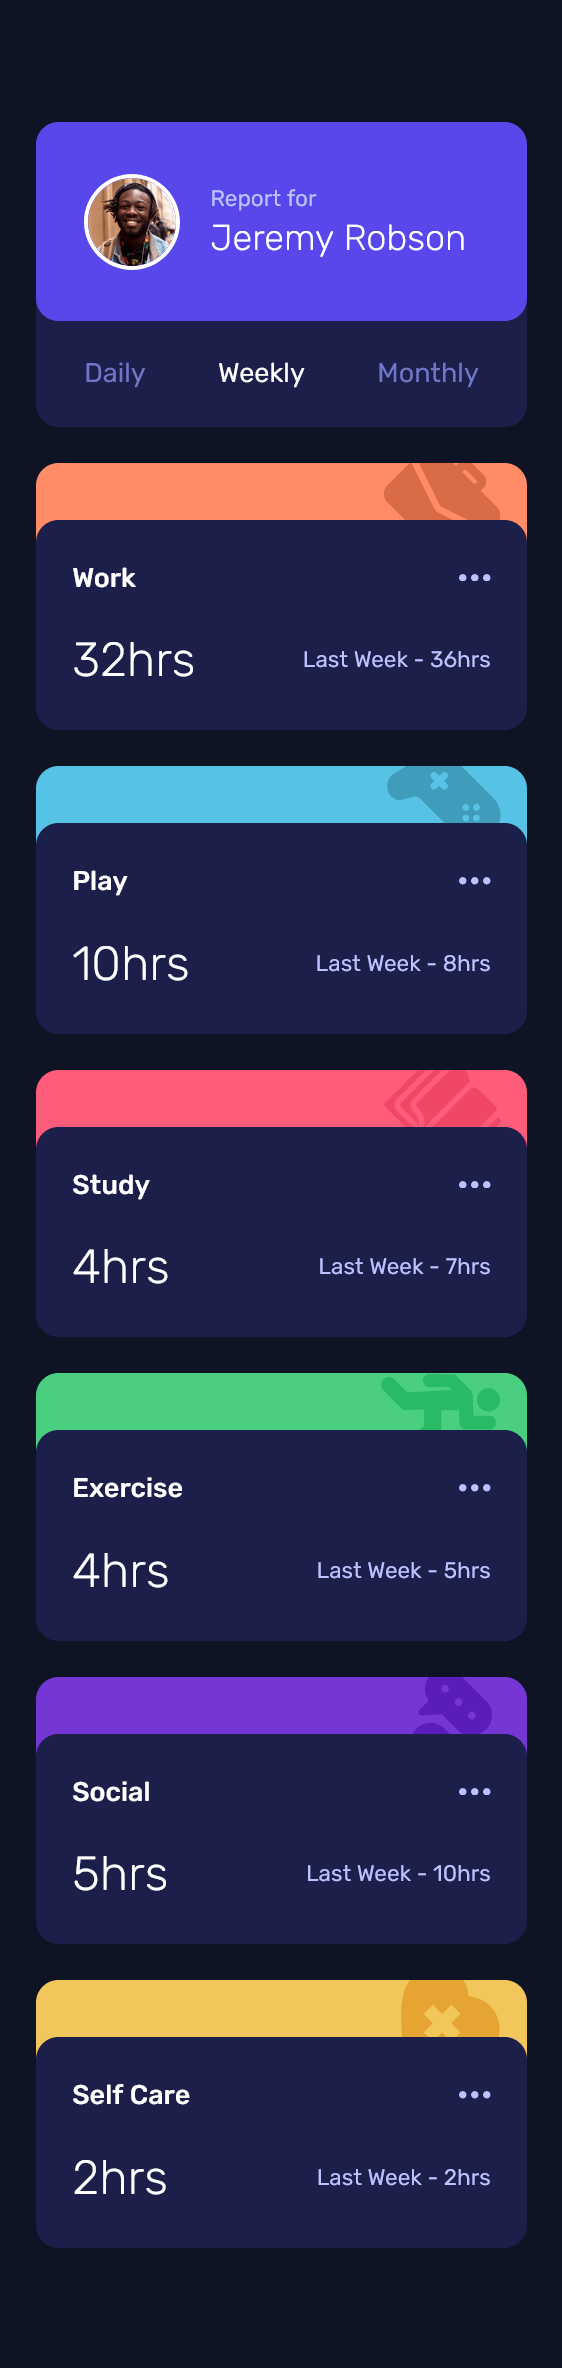 Report for
Jeremy Robson
Daily Weekly Monthly
Work
32hrs Last Week - 36hrs
Play
10hrs Last Week - 8hrs
Study
4hrs Last Week - 7hrs
Exercise
4hrs Last Week - 5hrs
Social
5hrs Last Week - 10hrs
Self Care
2hrs Last Week - 2hrs